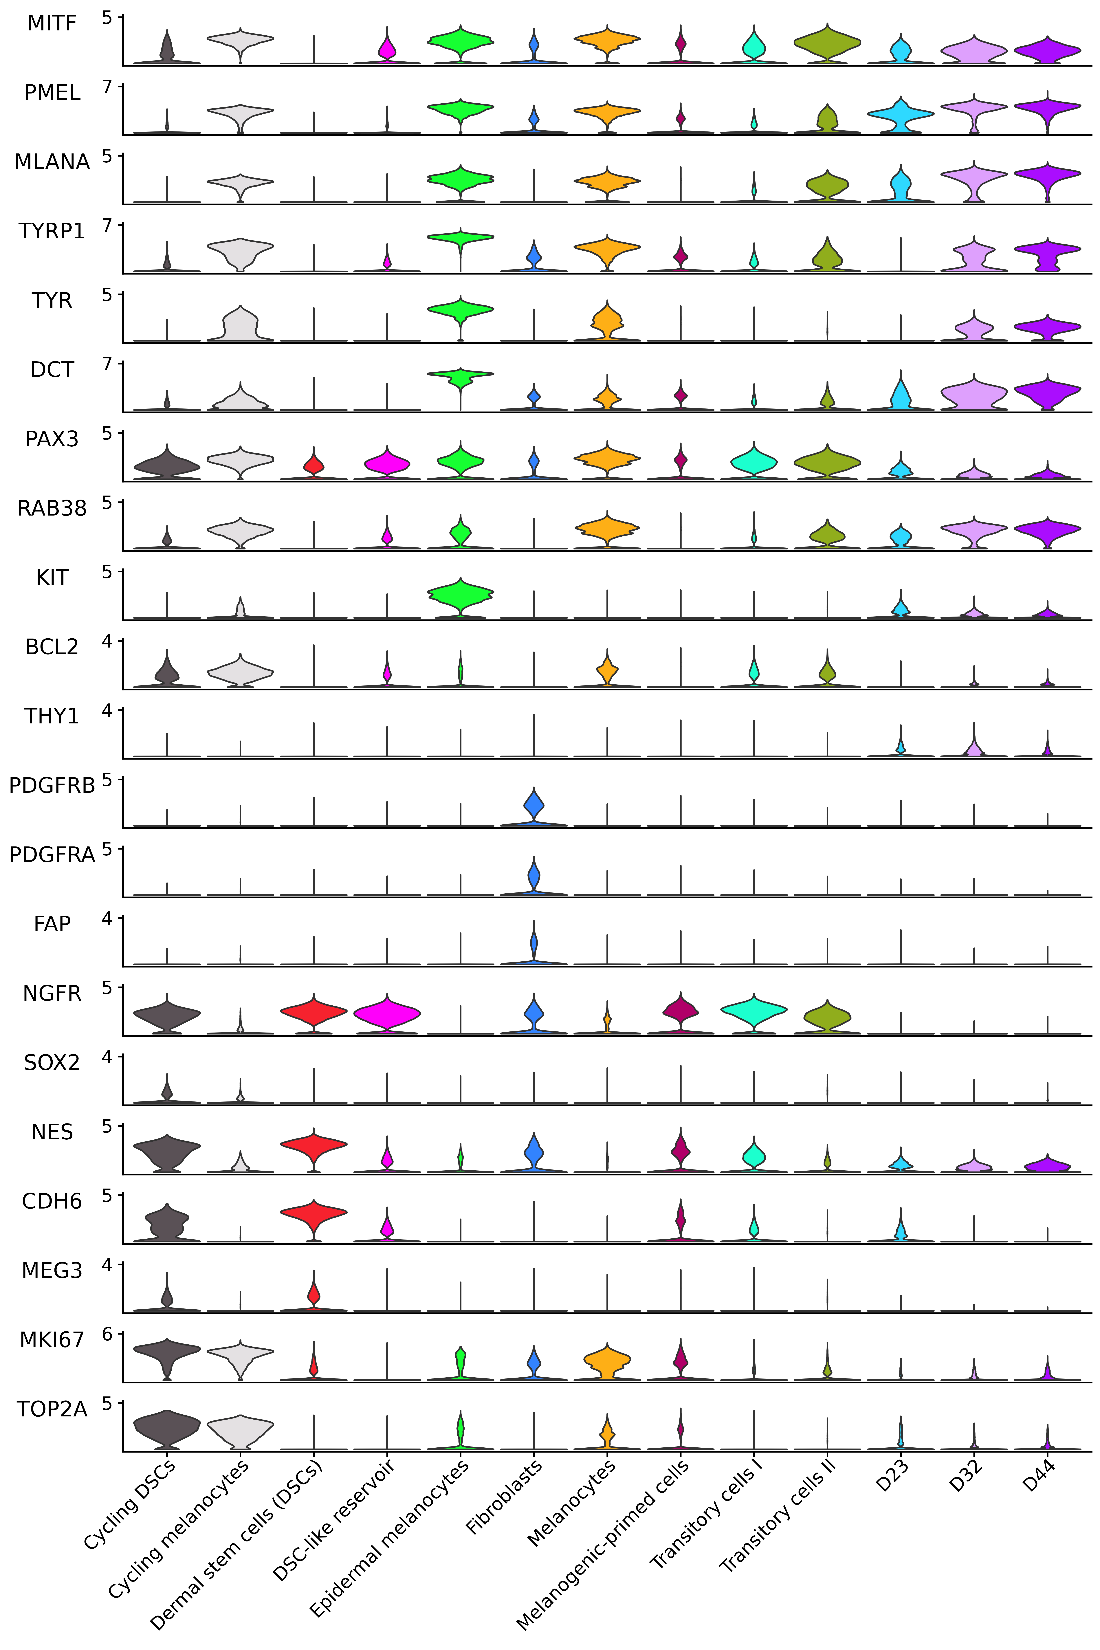 MITF 5
PMEL 7
MLANA 5
TYRP1 7
TYR 5
DCT 7
PAX3 5
RAB38 5
KIT 5
BCL2 4
THY1 4
PDGFRB 5
PDGFRA 5
FAP 4
NGFR 5
SOX2 4
NES 5
CDH6 5
MEG3 4
MKI67 6
TOP2A 5
Cycling DSCs
Cycling melanocytes
Dermal stem cells (DSCs)
DSC-like reservoir
Epidermal melanocytes
Fibroblasts
Melanocytes
Melanogenic-primed cells
Transitory cells I
Transitory cells II
D23
D32
D44